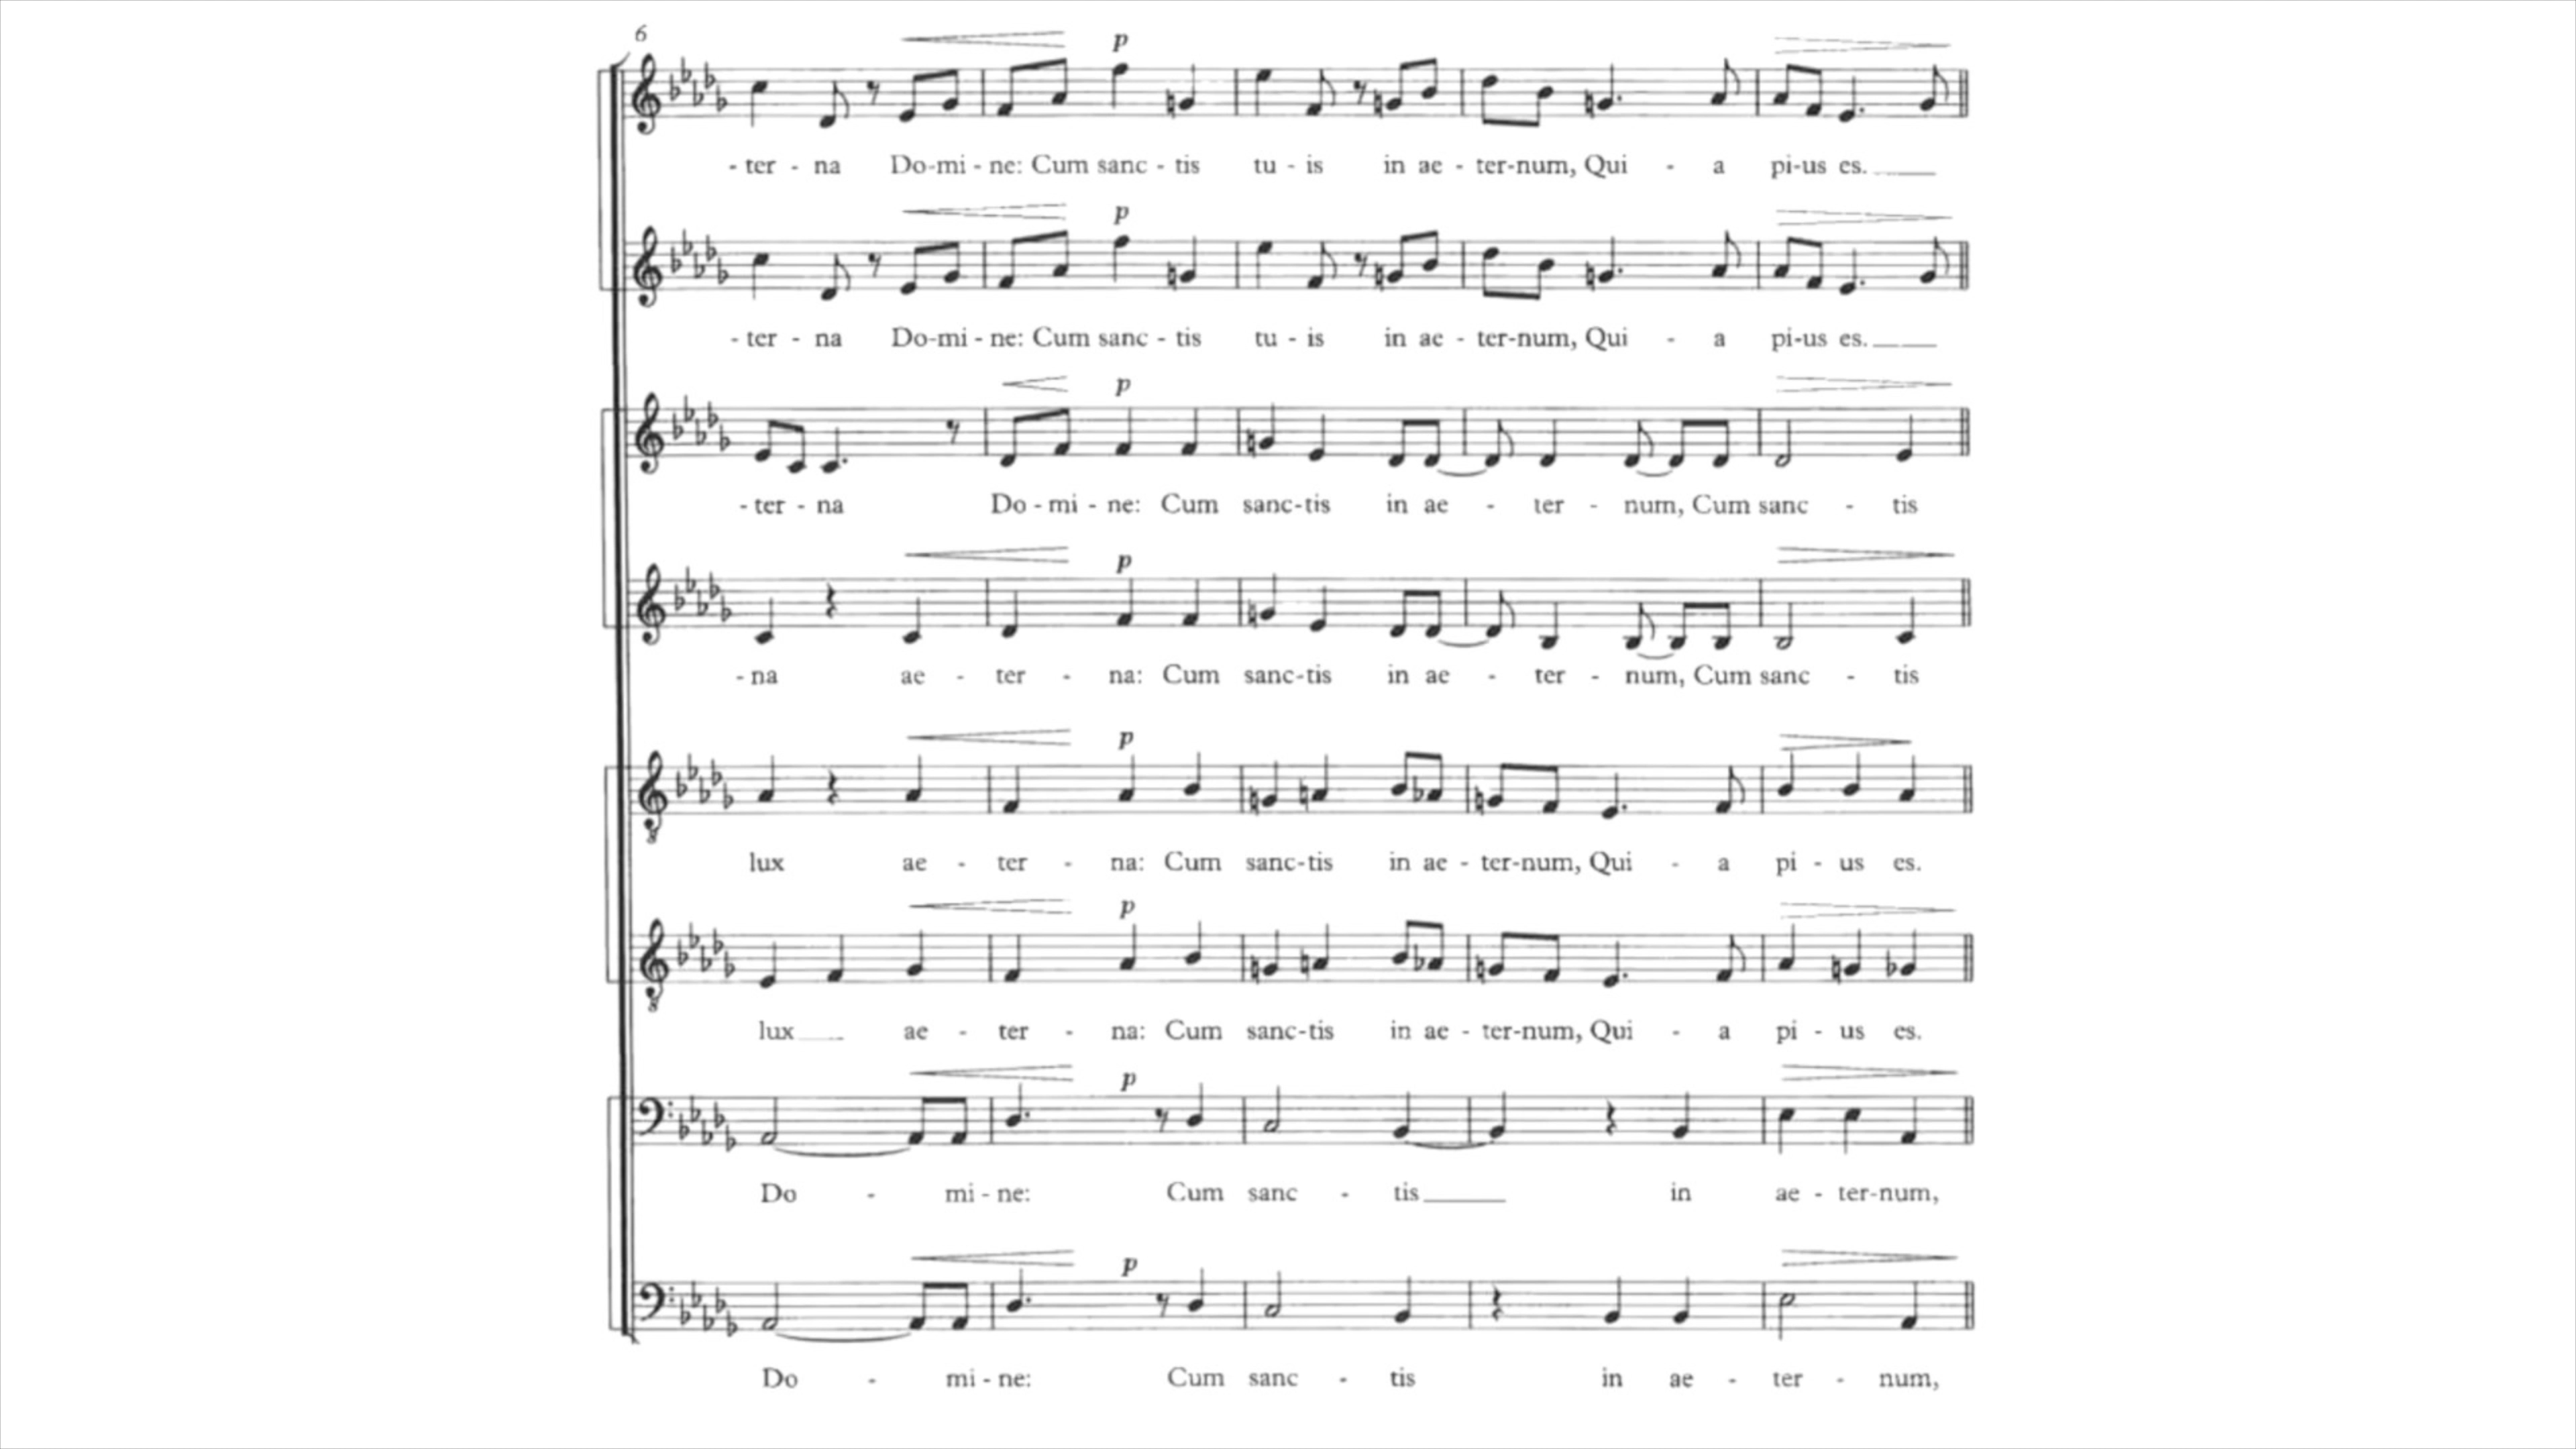 6
p
- ter - na Do-mi - ne: Cum sanc - tis tu - is in ae - ter-num, Qui - a pi-us es.
p
- ter - na Do-mi - ne: Cum sanc - tis tu - is in ae - ter-num, Qui - a pi-us es.
p
- ter - na Do - mi - ne: Cum sanc-tis in ae - ter - num, Cum sanc - tis
p
- na ae - ter - na: Cum sanc-tis in ae - ter - num, Cum sanc - tis
p
8
lux ae - ter - na: Cum sanc-tis in ae - ter-num, Qui - a pi - us es.
p
8
lux ae - ter - na: Cum sanc-tis in ae - ter-num, Qui - a pi - us es.
p
Do - mi - ne: Cum sanc - tis in ae - ter-num,
p
Do - mi - ne: Cum sanc - tis in ae - ter - num,